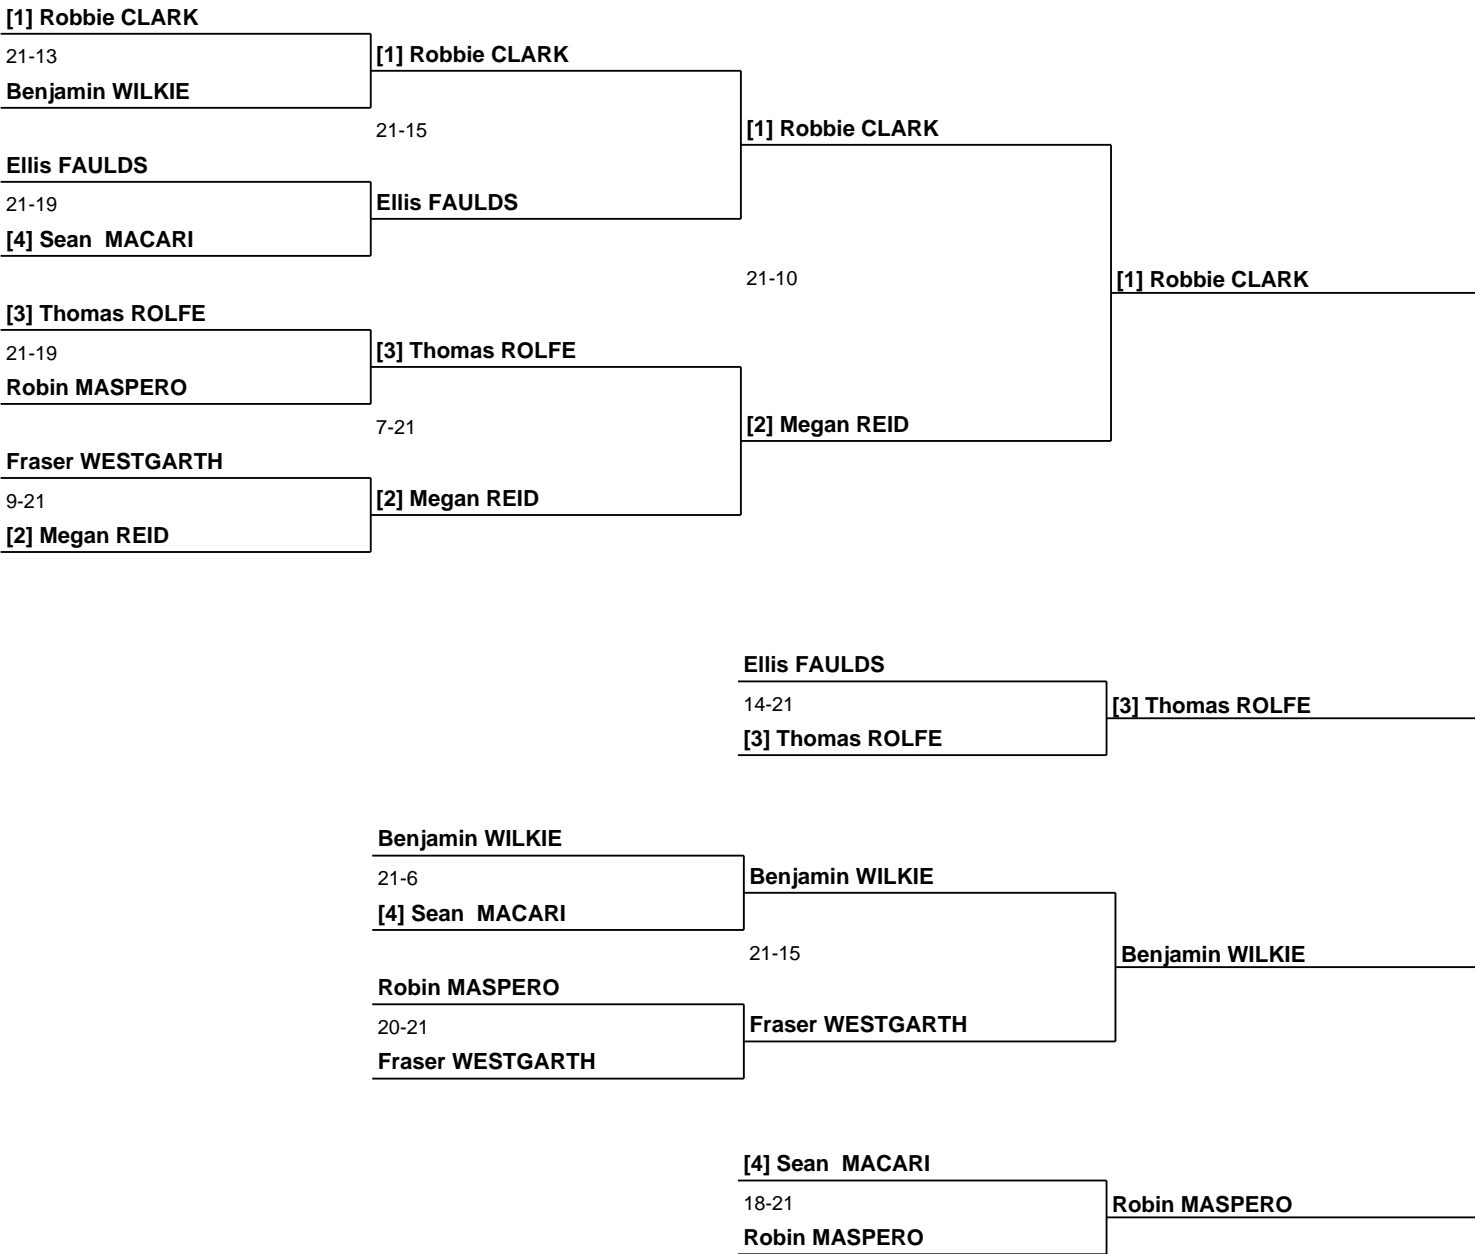 [1] Robbie CLARK
21-13
[1] Robbie CLARK
Benjamin WILKIE
21-15
[1] Robbie CLARK
Ellis FAULDS
21-19
Ellis FAULDS
[4] Sean  MACARI
21-10
[1] Robbie CLARK
[3] Thomas ROLFE
21-19
[3] Thomas ROLFE
Robin MASPERO
7-21
[2] Megan REID
Fraser WESTGARTH
9-21
[2] Megan REID
[2] Megan REID
Ellis FAULDS
14-21
[3] Thomas ROLFE
[3] Thomas ROLFE
Benjamin WILKIE
21-6
Benjamin WILKIE
[4] Sean  MACARI
21-15
Benjamin WILKIE
Robin MASPERO
20-21
Fraser WESTGARTH
Fraser WESTGARTH
[4] Sean  MACARI
18-21
Robin MASPERO
Robin MASPERO